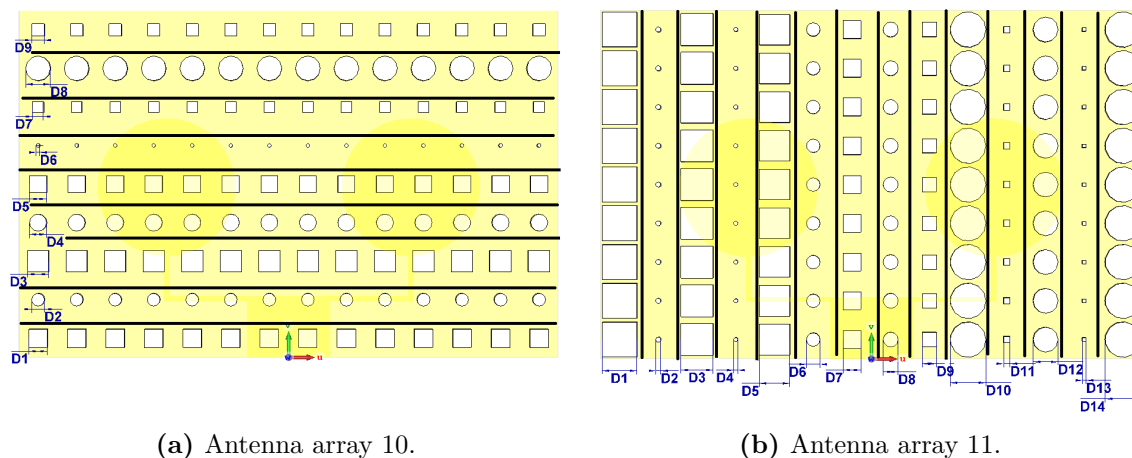 D9
D8
D7
D6
D5
D4
D3
D2
D1
v
u
D1
D2
D3
D4
D5
D6
D7
D8
D9
D10
D11
D12
D13
D14
v
u
(a) Antenna array 10.
(b) Antenna array 11.